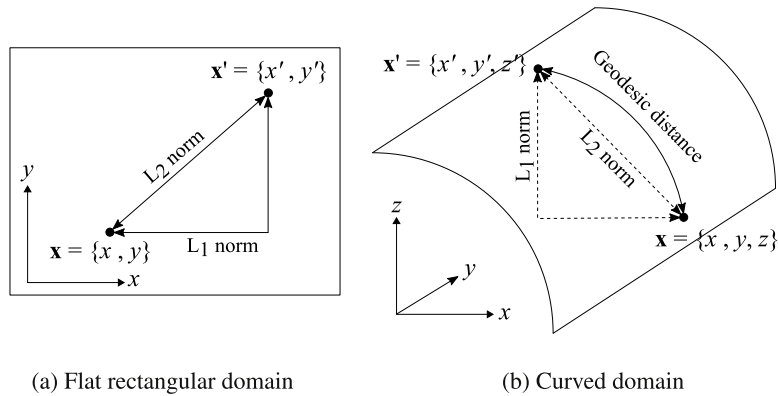 x' = {x', y'}
L2 norm
y
L1 norm
x = {x, y}
x
(a) Flat rectangular domain
x' = {x', y', z'}
Geodesic distance
L1 norm
L2 norm
z
x = {x, y, z}
y
x
(b) Curved domain